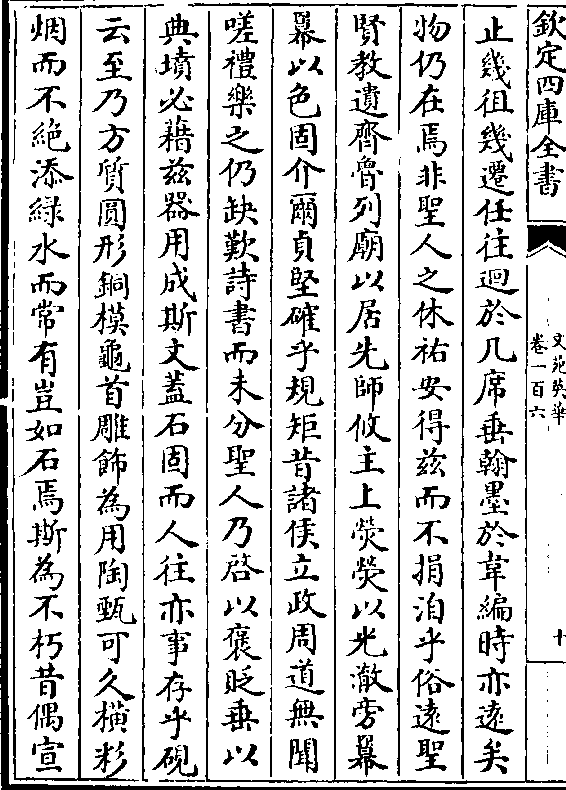 欽定四庫全書
文苑英華
卷一百六
十
止幾徂幾遷任往迴於几席垂翰墨於韋編時亦遠矣
物仍在焉非聖人之休祐安得兹而不捐洎乎俗遠聖
賢教遺齊魯列廟以居先師攸主上熒熒以光澈旁羃
羃以色固介爾貞堅確乎規矩昔諸侯立政周道無聞
嗟禮樂之仍缺歎詩書而未分聖人乃啓以褒貶垂以
典墳必藉兹器用成斯文蓋石固而人往亦事存乎硯
云至乃方質圓形銅模龜首雕飾為用陶甄可久横彩
烟而不絶添綠水而常有豈如石焉斯為不朽昔偶宣